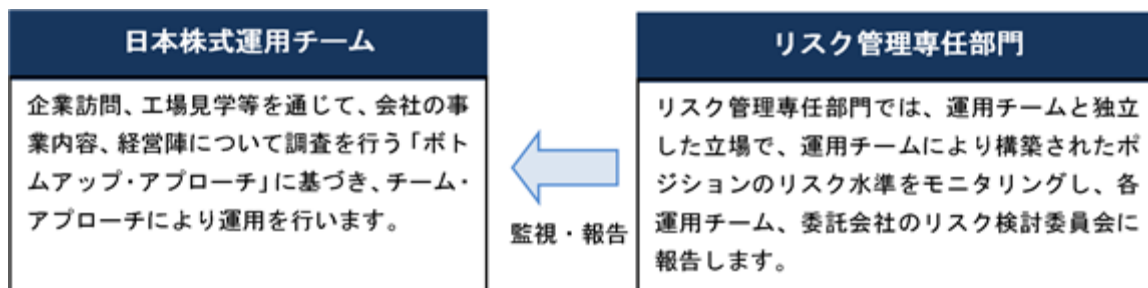 日本株式運用チーム
企業訪問、工場見学等を通じて、会社の事
業内容、経営陣について調査を行う「ボト
ムアップ・アプローチ」に基づき、チーム・
アプローチにより運用を行います。
監視・報告
リスク管理専任部門
リスク管理専任部門では、運用チームと独立
した立場で、運用チームにより構築されたポ
ジションのリスク水準をモニタリングし、各
運用チーム、委託会社のリスク検討委員会に
報告します。